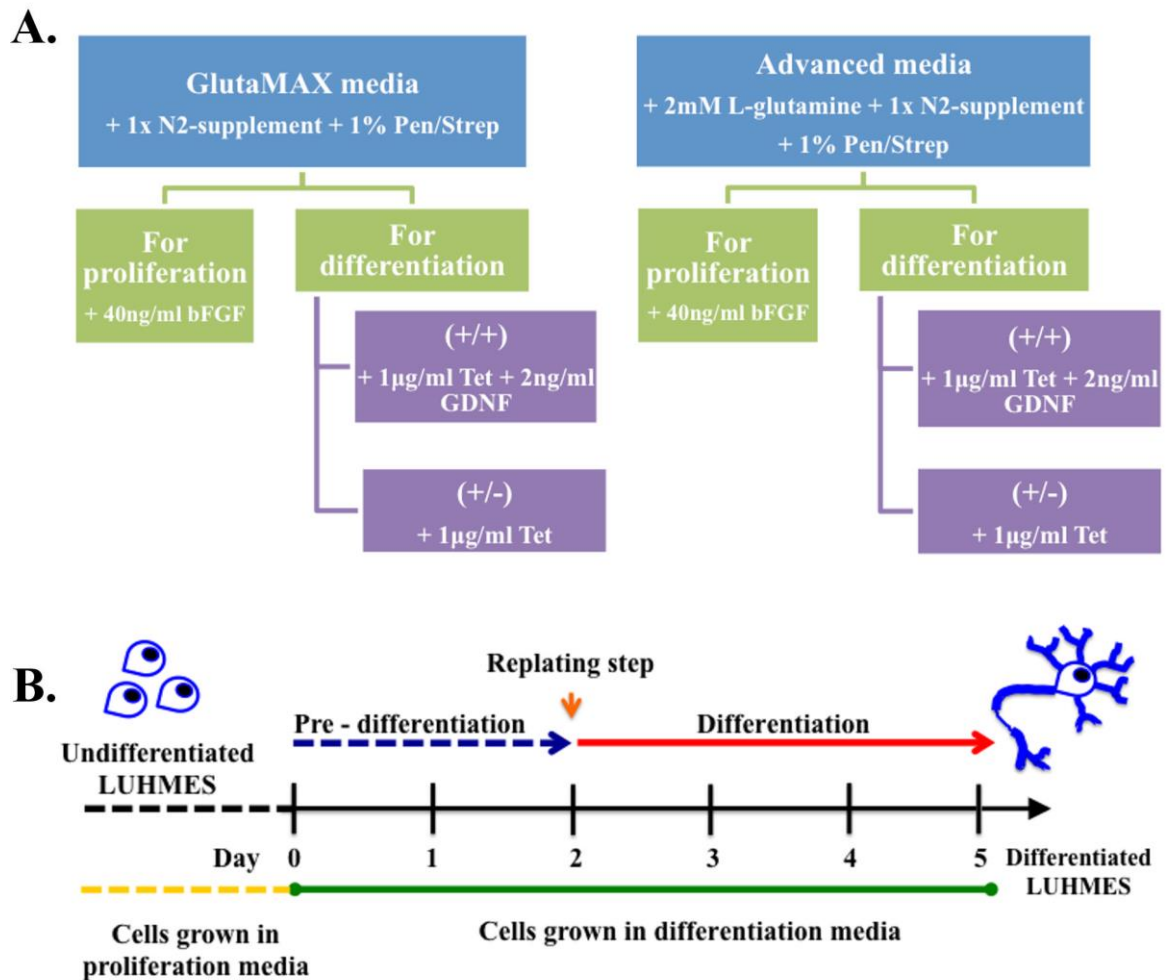 A.
GlutaMAX media
+ 1x N2-supplement + 1% Pen/Strep
For
proliferation
+ 40ng/ml bFGF
For
differentiation
(+/+)
+ 1μg/ml Tet + 2ng/ml
GDNF
(+/-)
+ 1μg/ml Tet
Advanced media
+ 2mM L-glutamine + 1x N2-supplement
+ 1% Pen/Strep
For
proliferation
+ 40ng/ml bFGF
For
differentiation
(+/+)
+ 1μg/ml Tet + 2ng/ml
GDNF
(+/-)
+ 1μg/ml Tet
B.
Replating step
Pre - differentiation
Differentiation
Undifferentiated
LUHMES
Day 0 1 2 3 4 5
Differentiated
LUHMES
Cells grown in
proliferation media
Cells grown in differentiation media